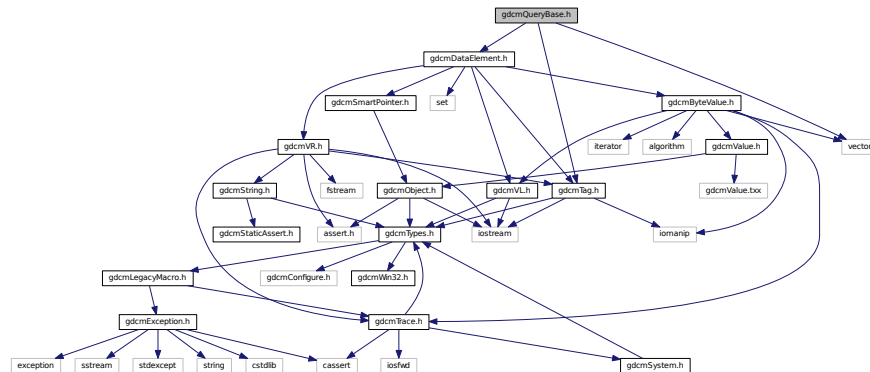 gdcmQueryBase.h
gdcmDataElement.h
gdcmSmartPointer.h
set
gdcmByteValue.h
gdcmVR.h
iterator
algorithm
gdcmValue.h
vector
gdcmString.h
fstream
gdcmObject.h
gdcmVL.h
gdcmTag.h
gdcmValue.txx
gdcmStaticAssert.h
assert.h
gdcmTypes.h
iostream
iomanip
gdcmLegacyMacro.h
gdcmConfigure.h
gdcmWin32.h
gdcmException.h
gdcmTrace.h
exception
sstream
stdexcept
string
cstdlib
cassert
iosfwd
gdcmSystem.h